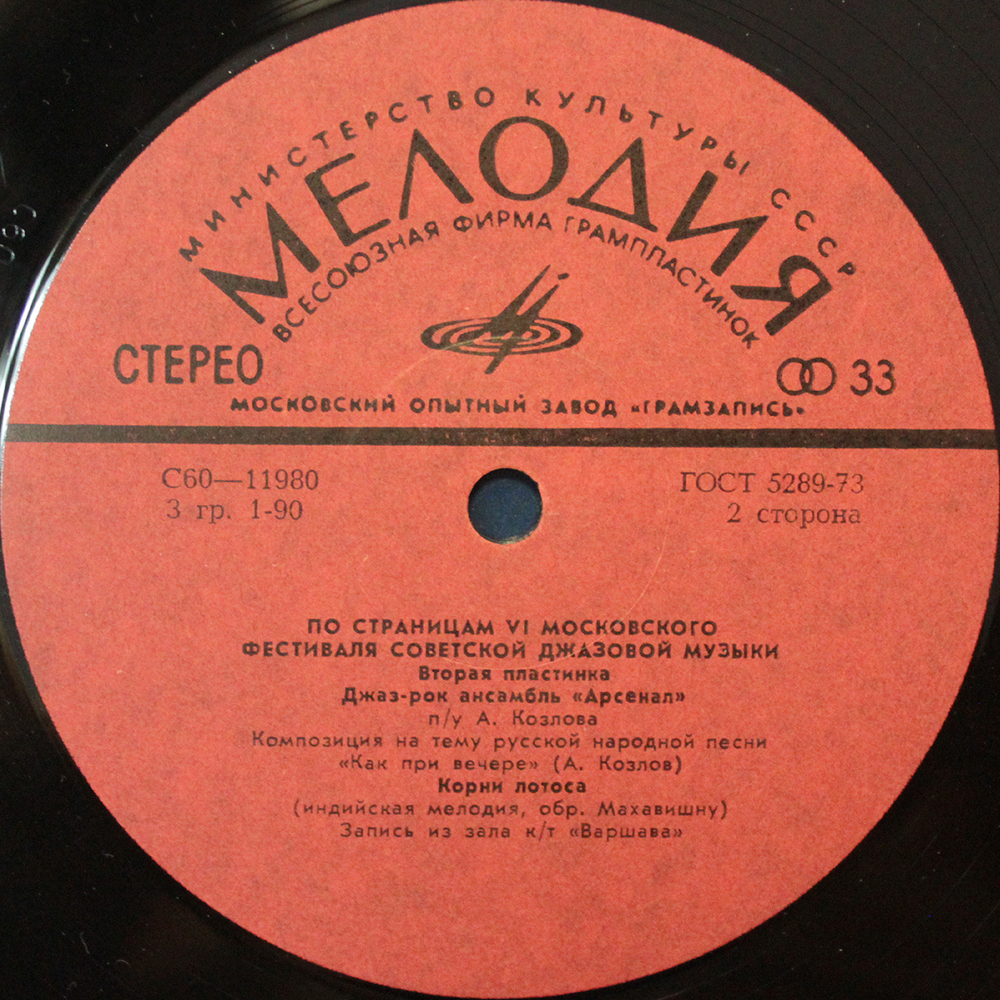 МИНИСТЕРСТВО КУЛЬТУРЫ СССР
МЕЛОДИЯ
ВСЕСОЮЗНАЯ ФИРМА ГРАМПЛАСТИНОК
СТЕРЕО
33
МОСКОВСКИЙ ОПЫТНЫЙ ЗАВОД «ГРАМЗАПИСЬ»
С60—11980
ГОСТ 5289-73
3 гр. 1-90
2 сторона
ПО СТРАНИЦАМ VI МОСКОВСКОГО
ФЕСТИВАЛЯ СОВЕТСКОЙ ДЖАЗОВОЙ МУЗЫКИ
Вторая пластинка
Джаз-рок ансамбль «Арсенал»
п/у А. Козлова
Композиция на тему русской народной песни
«Как при вечере» (А. Козлов)
Корни лотоса
(индийская мелодия, обр. Махавишну)
Запись из зала к/т «Варшава»
С60